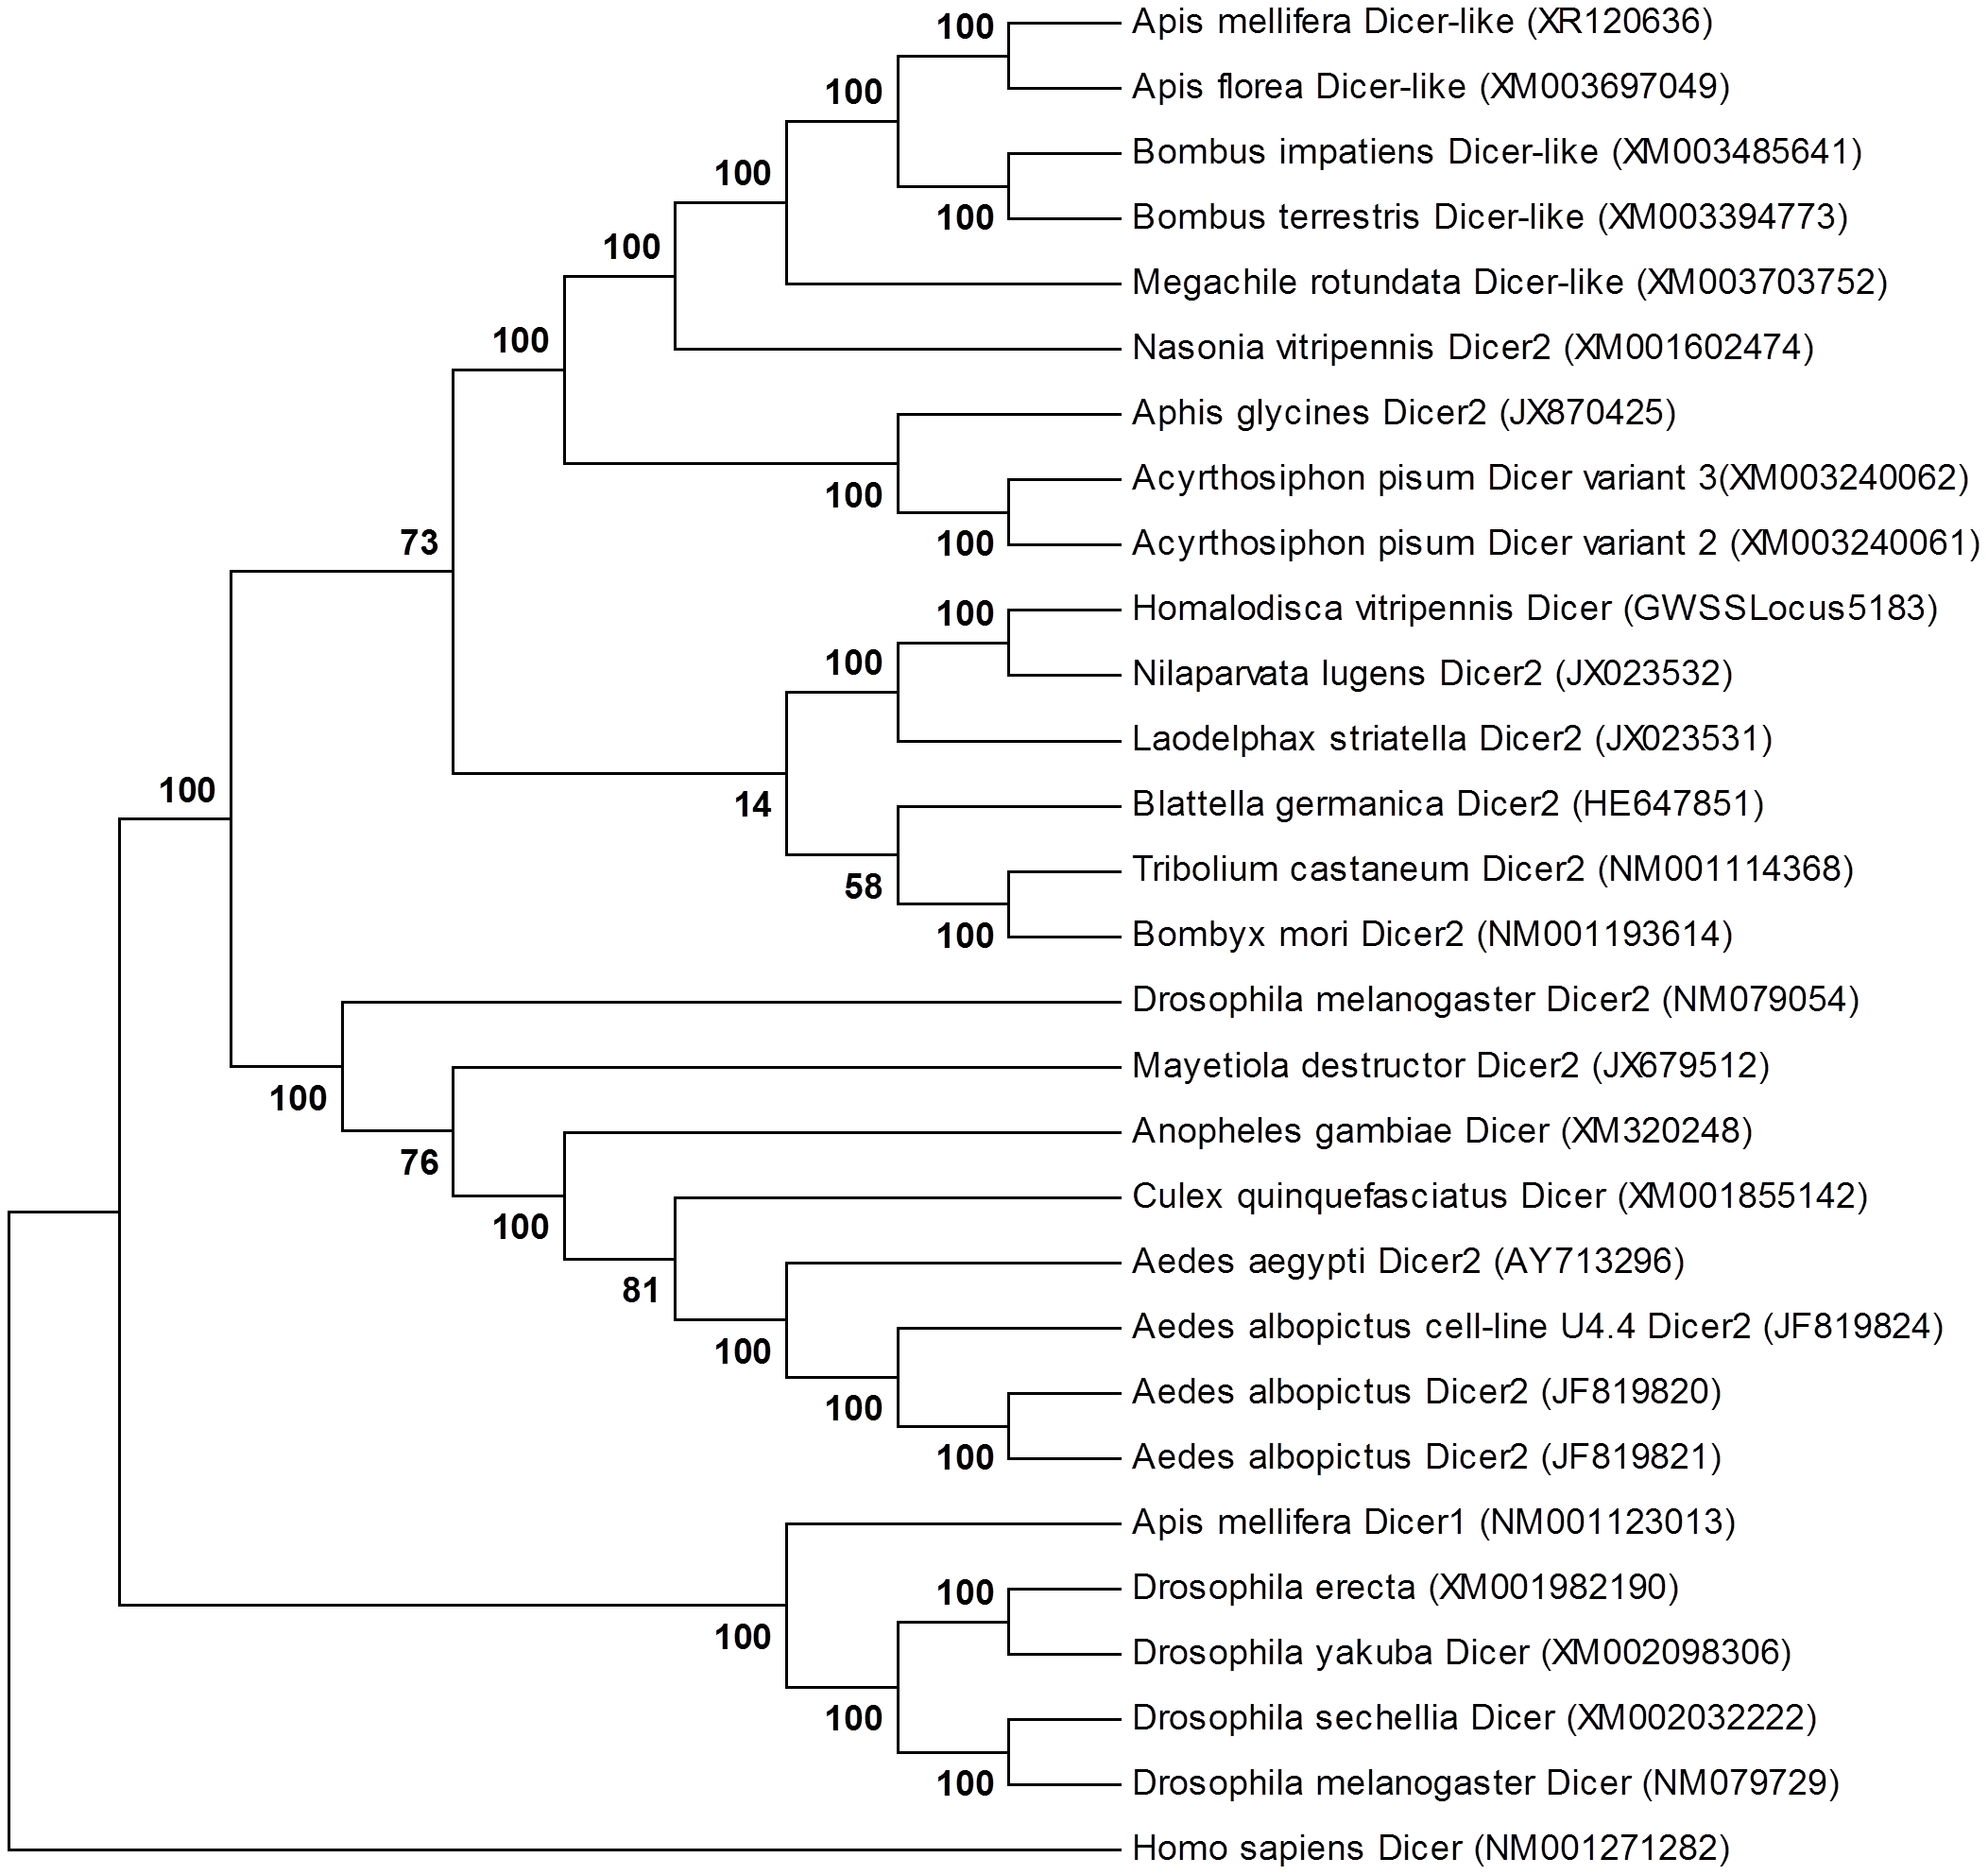 100 Apis mellifera Dicer-like (XR120636)
100 Apis florea Dicer-like (XM003697049)
Bombus impatiens Dicer-like (XM003485641)
100
100 Bombus terrestris Dicer-like (XM003394773)
100
Megachile rotundata Dicer-like (XM003703752)
100 Nasonia vitripennis Dicer2 (XM001602474)
Aphis glycines Dicer2 (JX870425)
Acyrthosiphon pisum Dicer variant 3(XM003240062)
100
73 100 Acyrthosiphon pisum Dicer variant 2 (XM003240061)
100 Homalodisca vitripennis Dicer (GWSSLocus5183)
100 Nilaparvata lugens Dicer2 (JX023532)
Laodelphax striatella Dicer2 (JX023531)
100
14 Blattella germanica Dicer2 (HE647851)
Tribolium castaneum Dicer2 (NM001114368)
58
100 Bombyx mori Dicer2 (NM001193614)
Drosophila melanogaster Dicer2 (NM079054)
Mayetiola destructor Dicer2 (JX679512)
100
Anopheles gambiae Dicer (XM320248)
76
Culex quinquefasciatus Dicer (XM001855142)
100
Aedes aegypti Dicer2 (AY713296)
81
Aedes albopictus cell-line U4.4 Dicer2 (JF819824)
100
Aedes albopictus Dicer2 (JF819820)
100
100 Aedes albopictus Dicer2 (JF819821)
Apis mellifera Dicer1 (NM001123013)
100 Drosophila erecta (XM001982190)
100
Drosophila yakuba Dicer (XM002098306)
100 Drosophila sechellia Dicer (XM002032222)
100 Drosophila melanogaster Dicer (NM079729)
Homo sapiens Dicer (NM001271282)